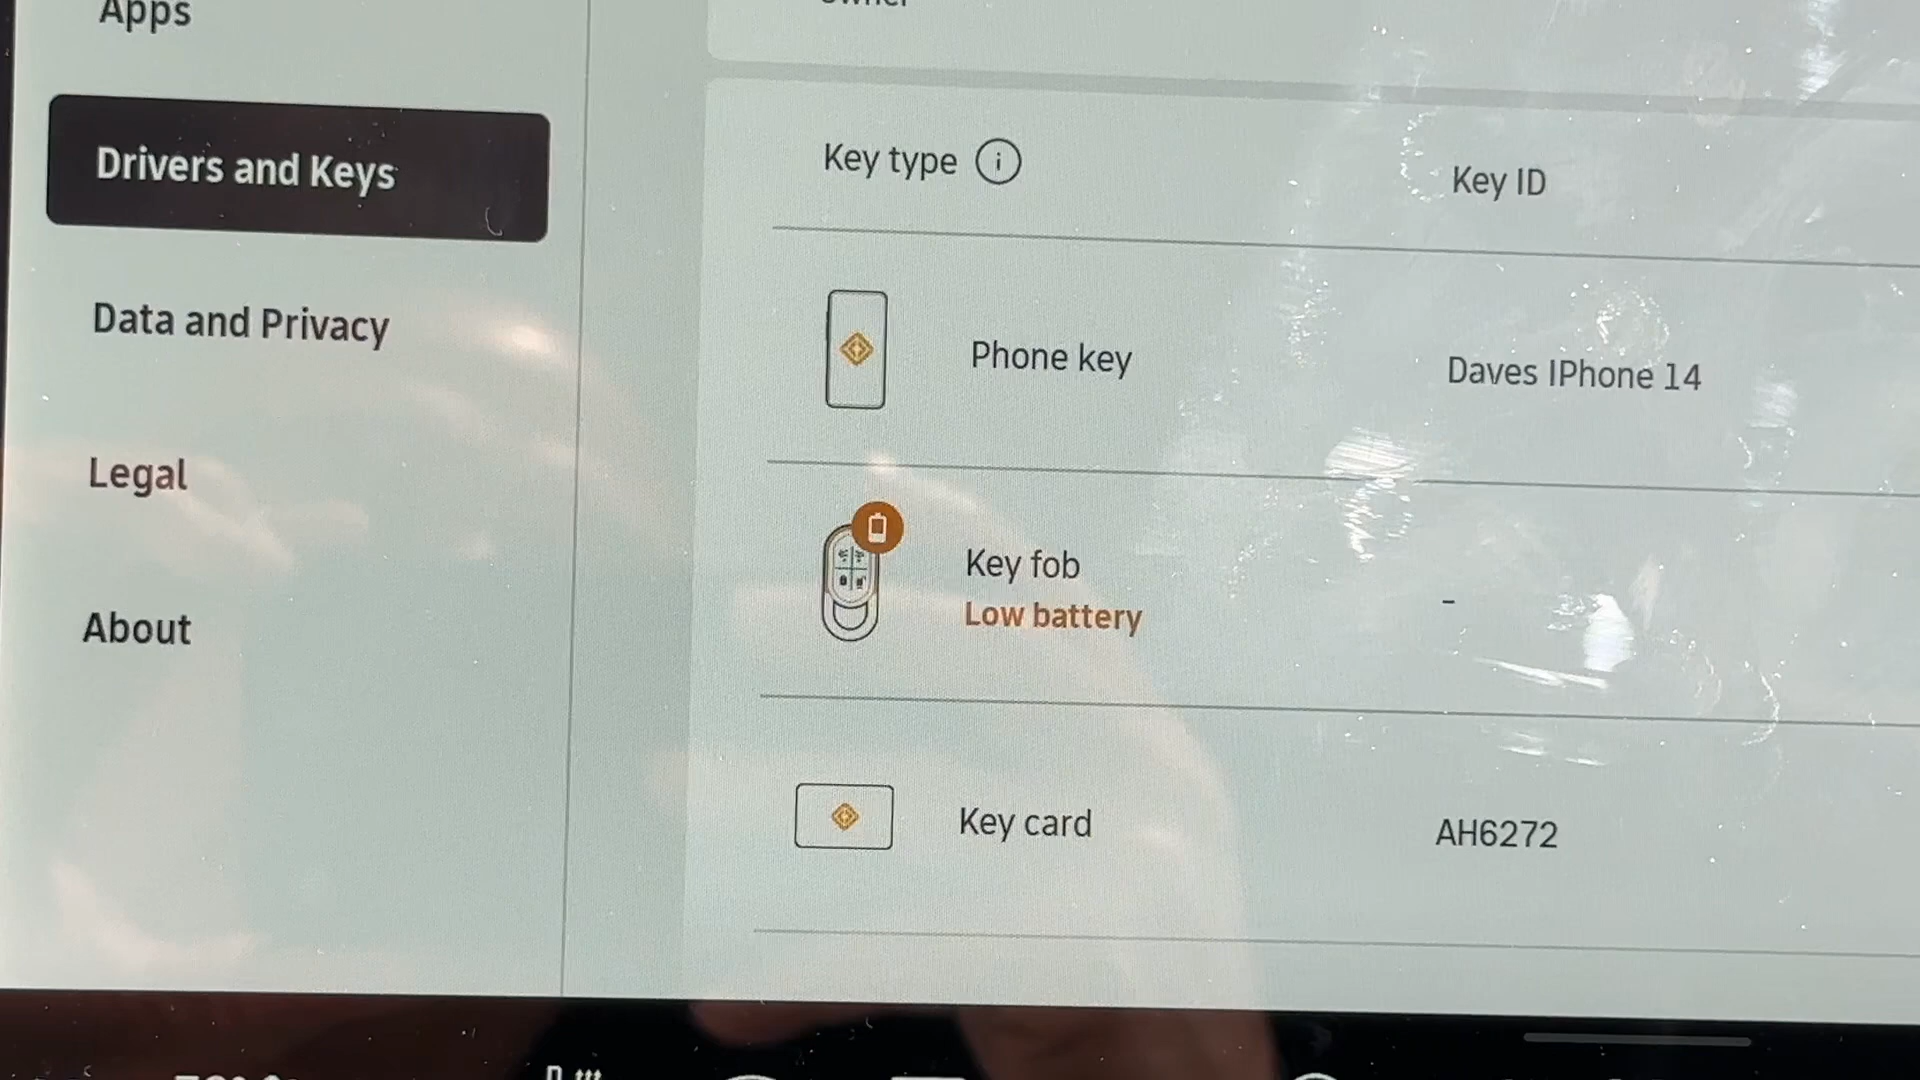 Apps
Drivers and Keys
Data and Privacy
Legal
About
Owner
Key type
Key ID
Phone key
Daves IPhone 14
Key fob
Low battery
-
Key card
AH6272